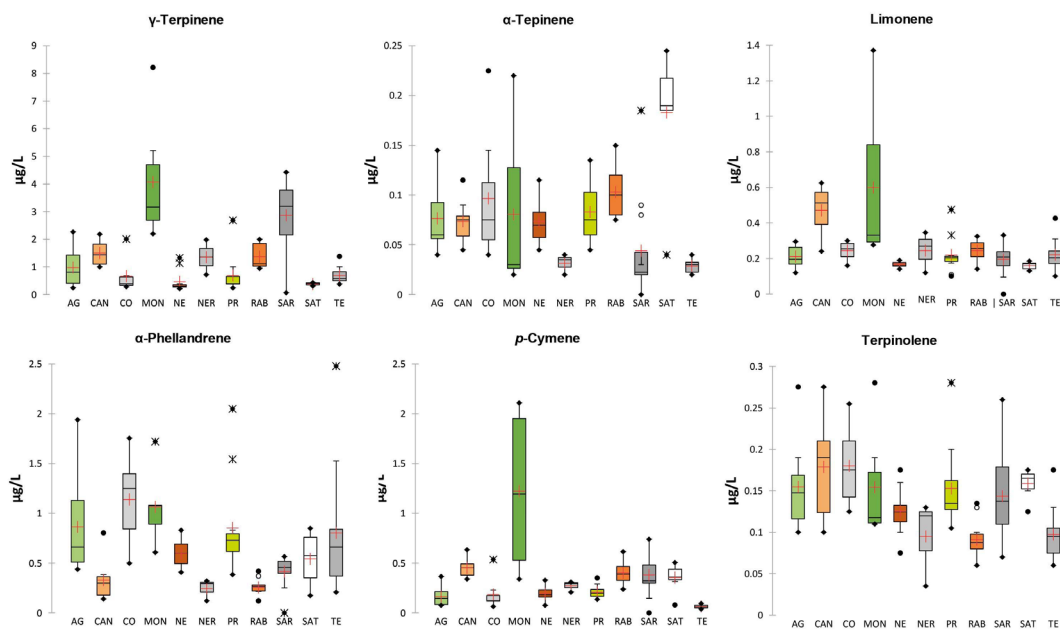 γ-Terpinene
9
8
7
6
5
4
3
2
1
0
µg/L
AG CAN CO MON NE NER PR RAB SAR SAT TE
α-Tepinene
0.25
0.2
0.15
0.1
0.05
0
µg/L
AG CAN CO MON NE NER PR RAB SAR SAT TE
Limonene
1.4
1.2
1
0.8
0.6
0.4
0.2
0
µg/L
AG CAN CO MON NE NER PR RAB | SAR SAT TE
α-Phellandrene
2.5
2
1.5
1
0.5
0
µg/L
AG CAN CO MON NE NER PR RAB SAR SAT TE
p-Cymene
2.5
2
1.5
1
0.5
0
µg/L
AG CAN CO MON NE NER PR RAB SAR SAT TE
Terpinolene
0.3
0.25
0.2
0.15
0.1
0.05
0
µg/L
AG CAN CO MON NE NER PR RAB SAR SAT TE